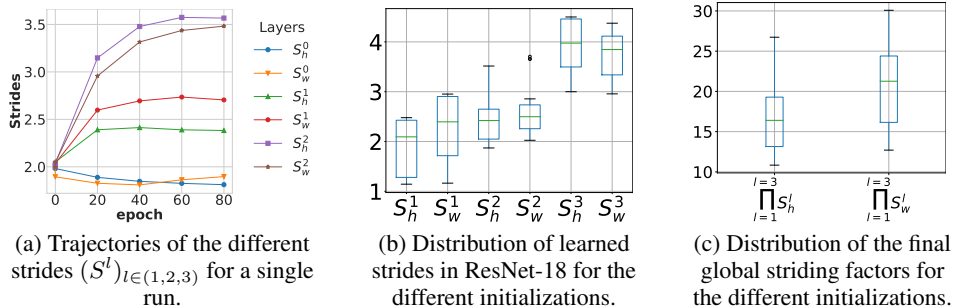 3.5
3.0
2.5
2.0
Strides
0 20 40 60 80
epoch
Layers
S_h^0
S_w^0
S_h^1
S_w^1
S_h^2
S_w^2
(a) Trajectories of the different
strides (S^l)_{l∈(1,2,3)} for a single
run.
4
3
2
1
S_h^1 S_w^1 S_h^2 S_w^2 S_h^3 S_w^3
(b) Distribution of learned
strides in ResNet-18 for the
different initializations.
30
25
20
15
10
l = 3 l = 3
∏S_h^l ∏S_w^l
l = 1 l = 1
(c) Distribution of the final
global striding factors for
the different initializations.